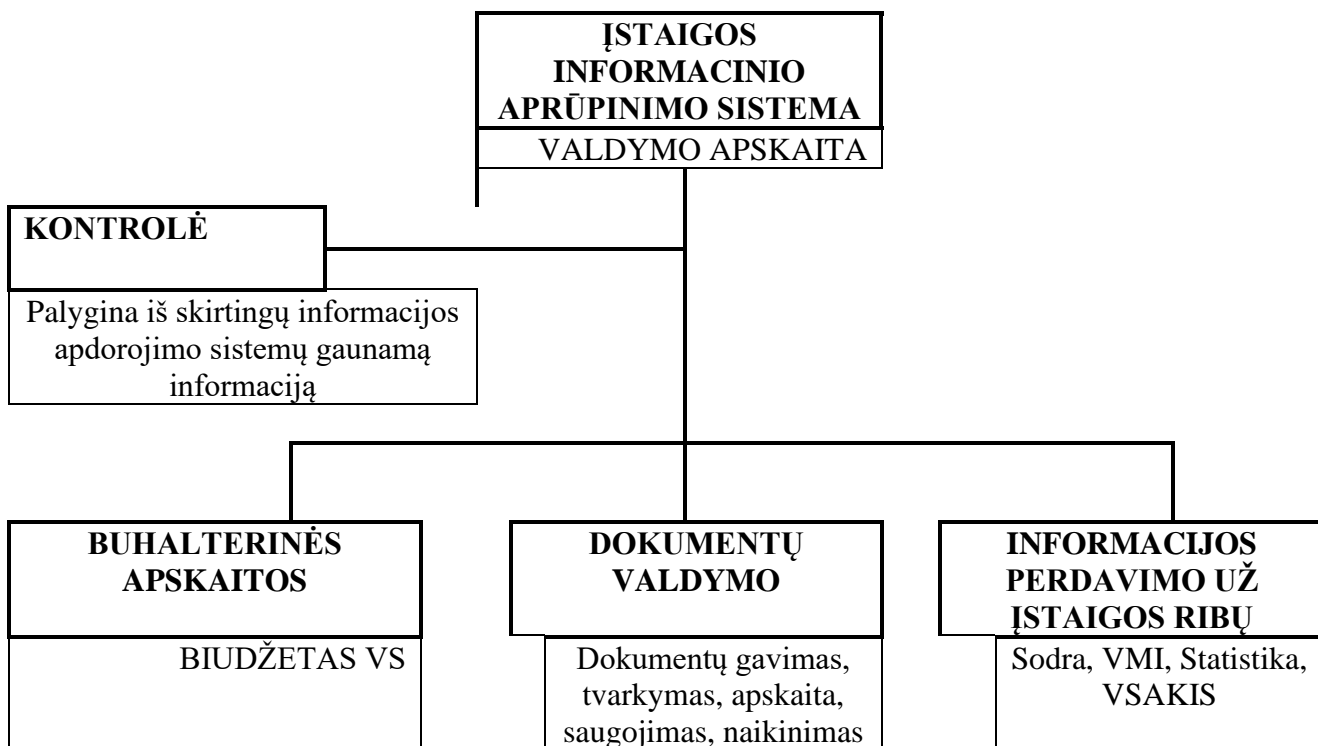 ĮSTAIGOS
INFORMACINIO
APRŪPINIMO SISTEMA
VALDYMO APSKAITA
KONTROLĖ
Palygina iš skirtingų informacijos
apdorojimo sistemų gaunamą
informaciją
BUHALTERINĖS
APSKAITOS
BIUDŽETAS VS
DOKUMENTŲ
VALDYMO
Dokumentų gavimas,
tvarkymas, apskaita,
saugojimas, naikinimas
INFORMACIJOS
PERDAVIMO UŽ
ĮSTAIGOS RIBŲ
Sodra, VMI, Statistika,
VSAKIS